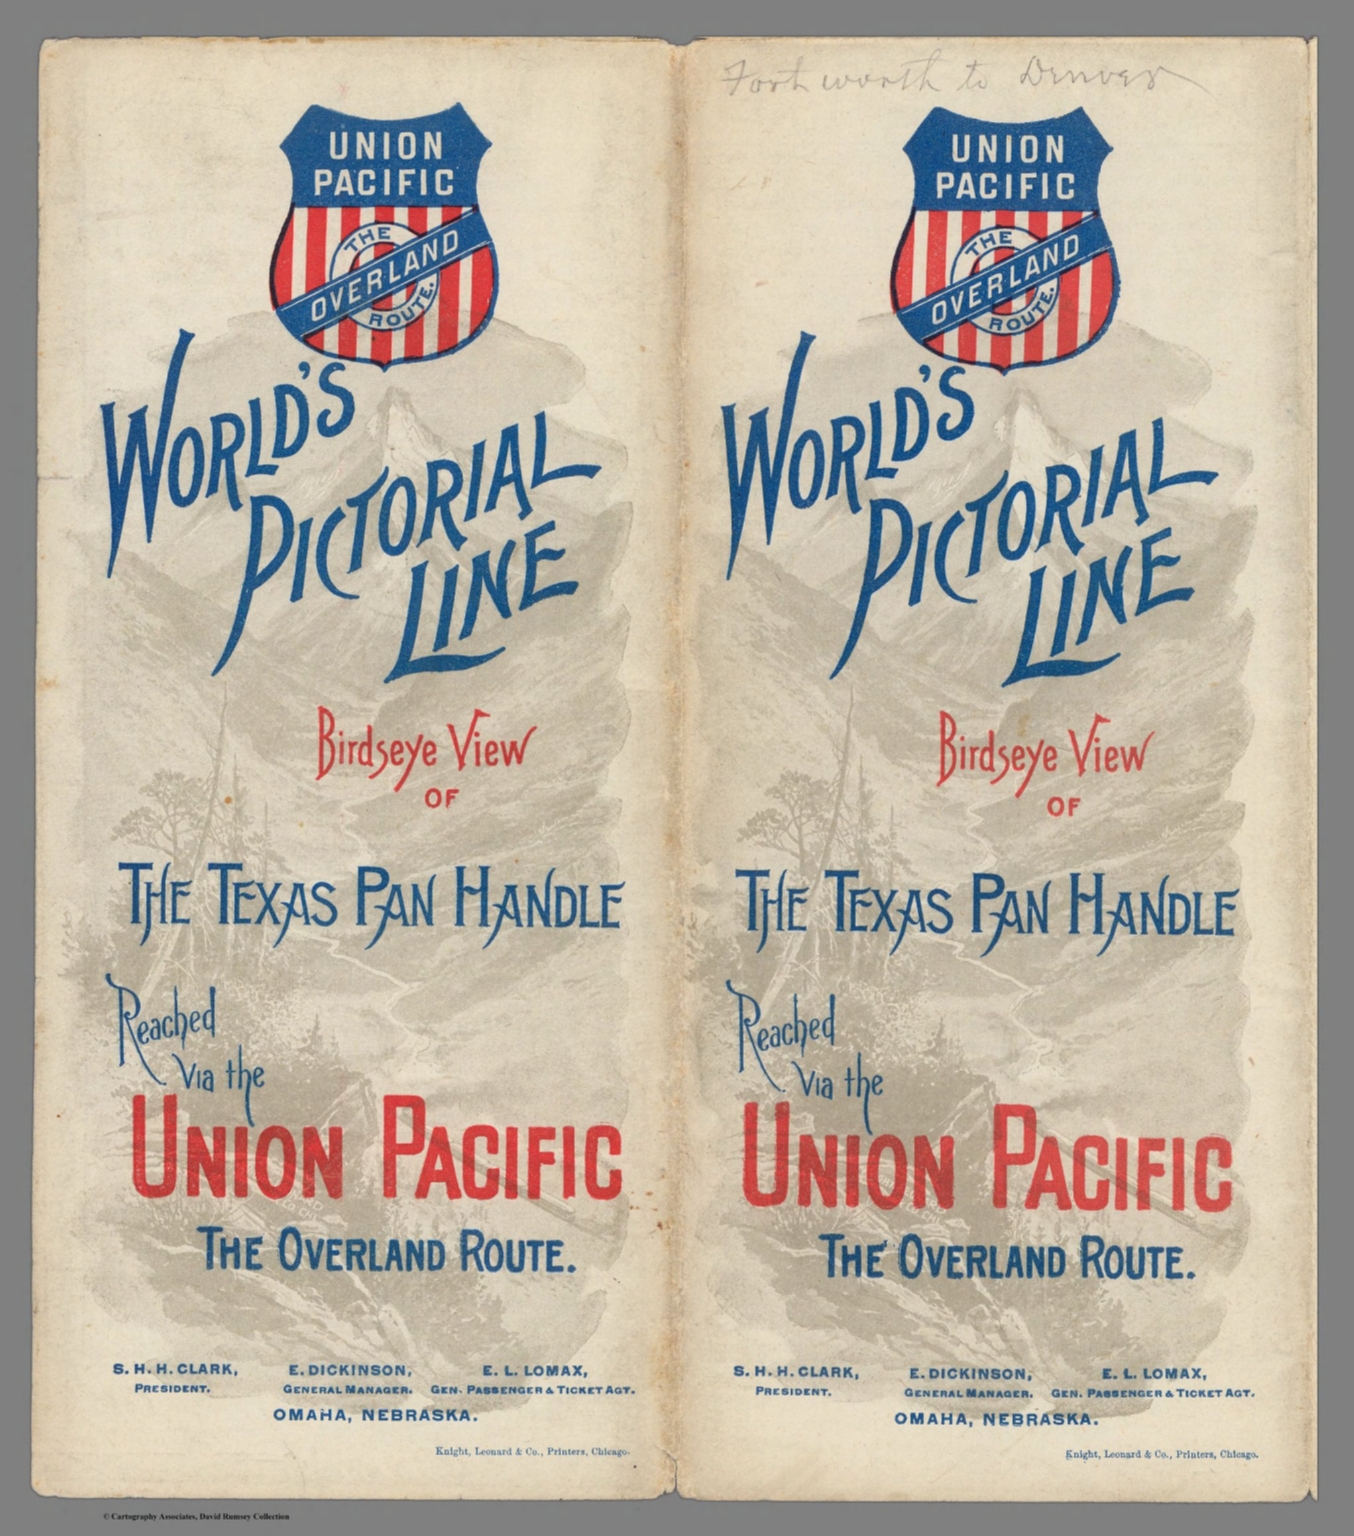 UNION
PACIFIC
THE
OVERLAND
ROUTE.
WORLD'S
PICTORIAL
LINE
Birdseye View
OF
THE TEXAS PAN HANDLE
Reached
Via the
UNION PACIFIC
THE OVERLAND ROUTE.
S. H. H. CLARK, E. DICKINSON, E. L. LOMAX,
PRESIDENT. GENERAL MANAGER. GEN. PASSENGER & TICKET AGT.
OMAHA, NEBRASKA.
Knight, Leonard & Co., Printers, Chicago.
Fort worth to Denver
UNION
PACIFIC
THE
OVERLAND
ROUTE.
WORLD'S
PICTORIAL
LINE
Birdseye View
OF
THE TEXAS PAN HANDLE
Reached
Via the
UNION PACIFIC
THE OVERLAND ROUTE.
S. H. H. CLARK, E. DICKINSON, E. L. LOMAX,
PRESIDENT. GENERAL MANAGER. GEN. PASSENGER & TICKET AGT.
OMAHA, NEBRASKA.
Knight, Leonard & Co., Printers, Chicago.
© Cartography Associates, David Rumsey Collection